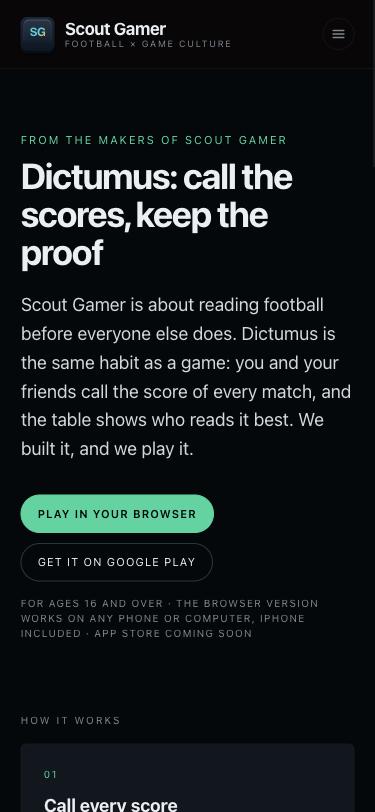 SG
Scout Gamer
FOOTBALL × GAME CULTURE
FROM THE MAKERS OF SCOUT GAMER
Dictumus: call the
scores, keep the
proof
Scout Gamer is about reading football
before everyone else does. Dictumus is
the same habit as a game: you and your
friends call the score of every match, and
the table shows who reads it best. We
built it, and we play it.
PLAY IN YOUR BROWSER
GET IT ON GOOGLE PLAY
FOR AGES 16 AND OVER · THE BROWSER VERSION
WORKS ON ANY PHONE OR COMPUTER, IPHONE
INCLUDED · APP STORE COMING SOON
HOW IT WORKS
01
Call every score